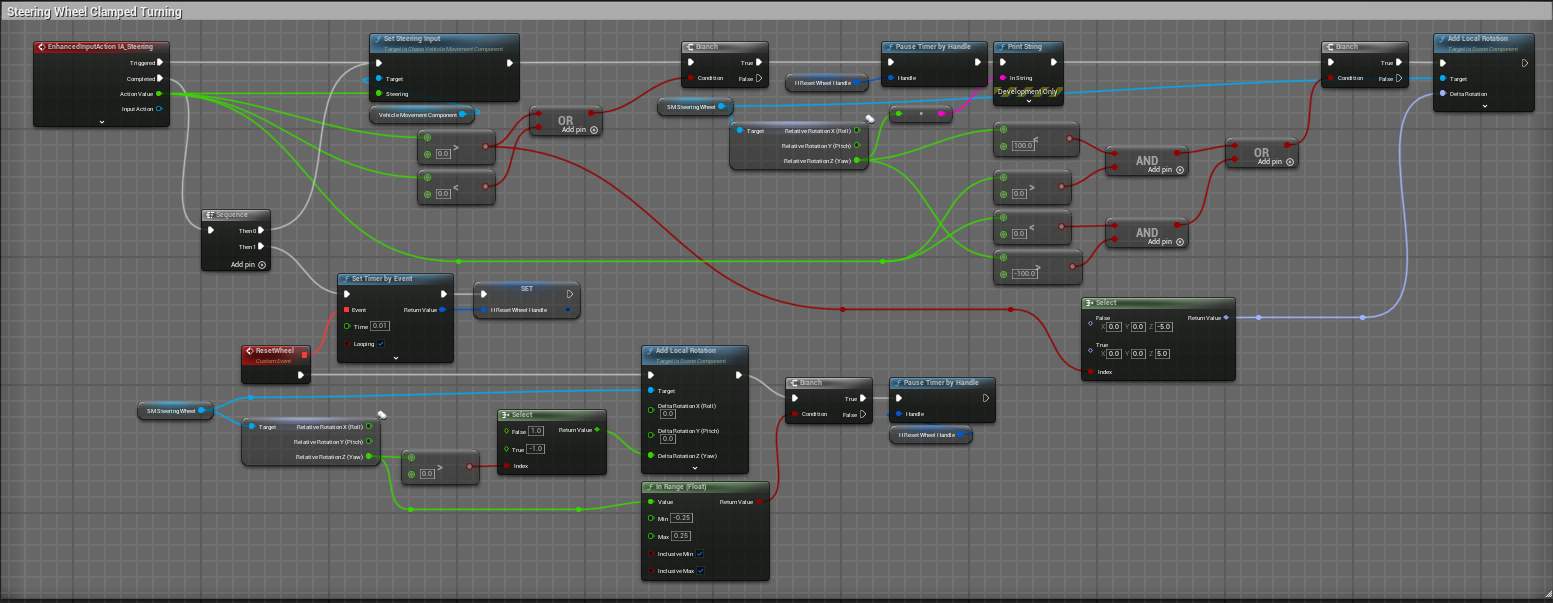 Steering Wheel Clamped Turning
EnhancedInputAction IA_Steering
Triggered
Completed
Action Value
Input Action
Set Steering Input
Target is Chaos Vehicle Movement Component
Target
Steering
Vehicle Movement Component
>
0.0
<
0.0
OR
Add pin
Branch
True
Condition
False
SM Steering Wheel
Target
Relative Rotation X (Roll)
Relative Rotation Y (Pitch)
Relative Rotation Z (Yaw)
H Reset Wheel Handle
Pause Timer by Handle
Handle
Print String
In String
Development Only
<
100.0
>
0.0
<
0.0
>
-100.0
AND
Add pin
AND
Add pin
OR
Add pin
Branch
True
Condition
False
Add Local Rotation
Target is Scene Component
Target
Delta Rotation
Select
False
X 0.0 Y 0.0 Z -5.0
Return Value
True
X 0.0 Y 0.0 Z 5.0
Index
Sequence
Then 0
Then 1
Add pin
Set Timer by Event
Event
Return Value
Time 0.01
Looping
SET
H Reset Wheel Handle
ResetWheel
Custom Event
SM Steering Wheel
Target
Relative Rotation X (Roll)
Relative Rotation Y (Pitch)
Relative Rotation Z (Yaw)
>
0.0
Select
False 1.0
Return Value
True -1.0
Index
Add Local Rotation
Target is Scene Component
Target
Delta Rotation X (Roll)
0.0
Delta Rotation Y (Pitch)
0.0
Delta Rotation Z (Yaw)
In Range (Float)
Value
Return Value
Min -0.25
Max 0.25
Inclusive Min
Inclusive Max
Branch
True
Condition
False
Pause Timer by Handle
Handle
H Reset Wheel Handle